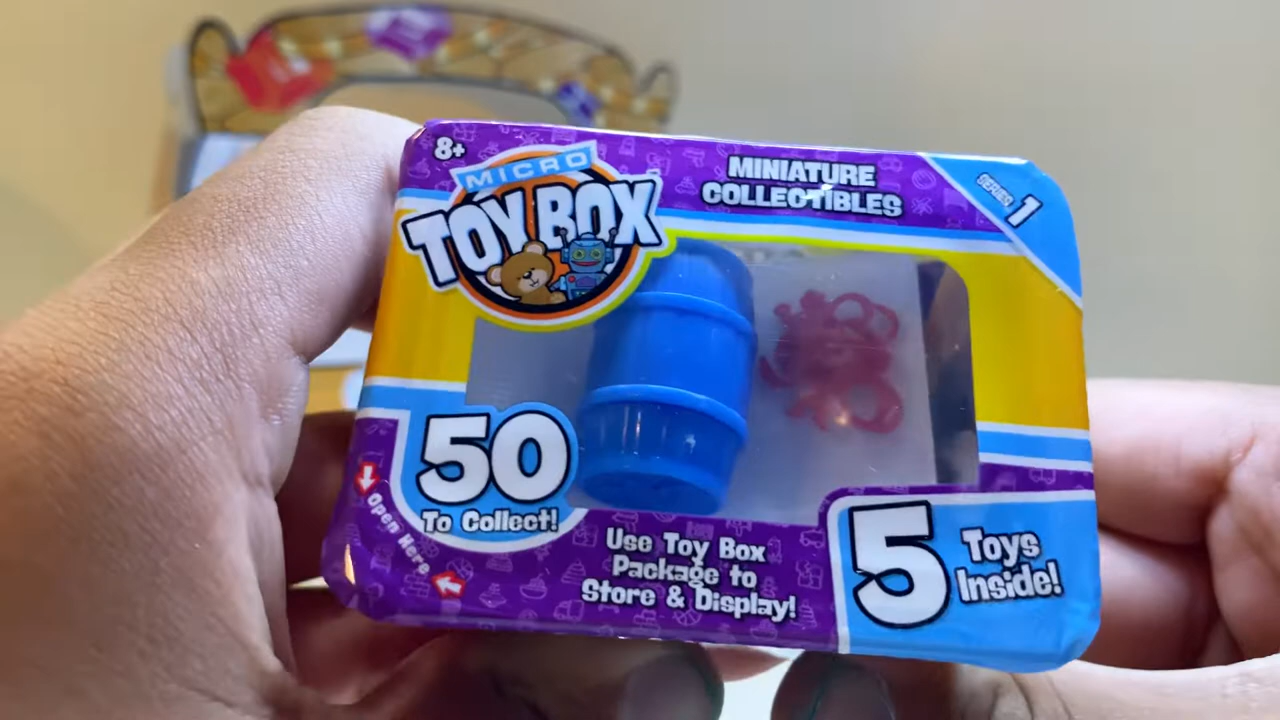 8+
MICRO
TOY BOX
MINIATURE
COLLECTIBLES
SERIES 1
50
To Collect!
Open Here
Use Toy Box
Package to
Store & Display!
5
Toys
Inside!